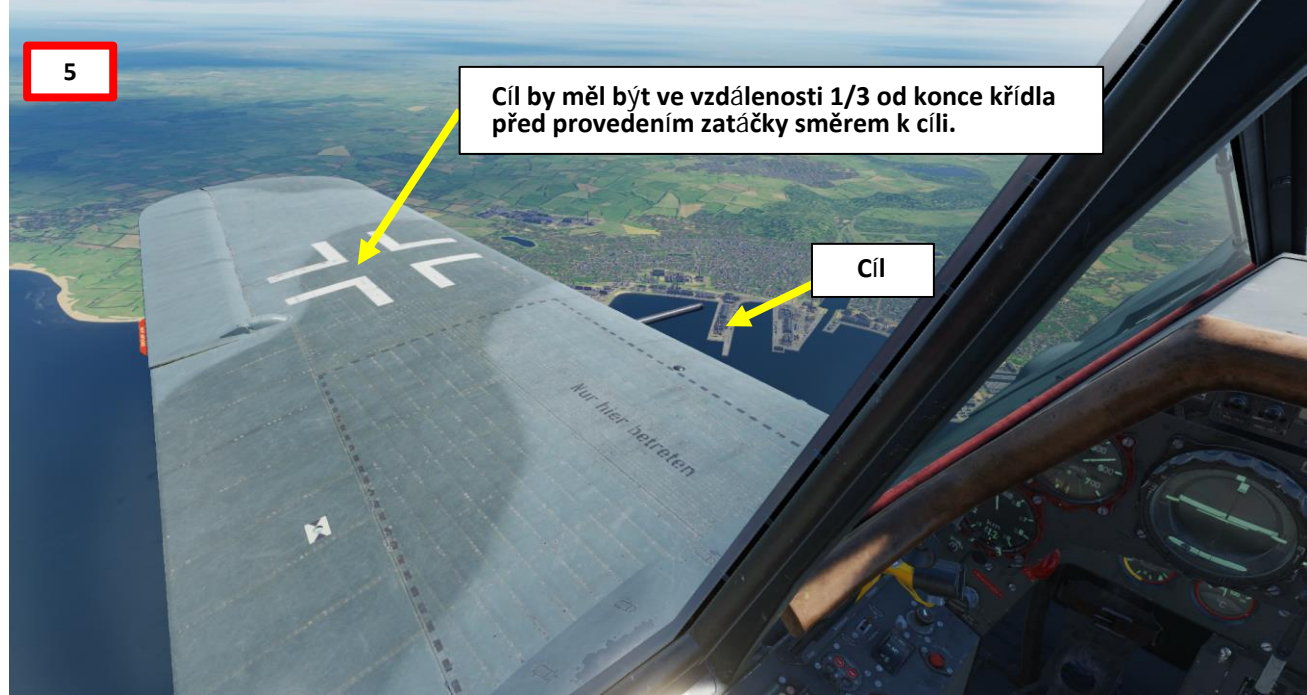 5
Cíl by měl být ve vzdálenosti 1/3 od konce křídla
před provedením zatáčky směrem k cíli.
Cíl
Nur hier betreten